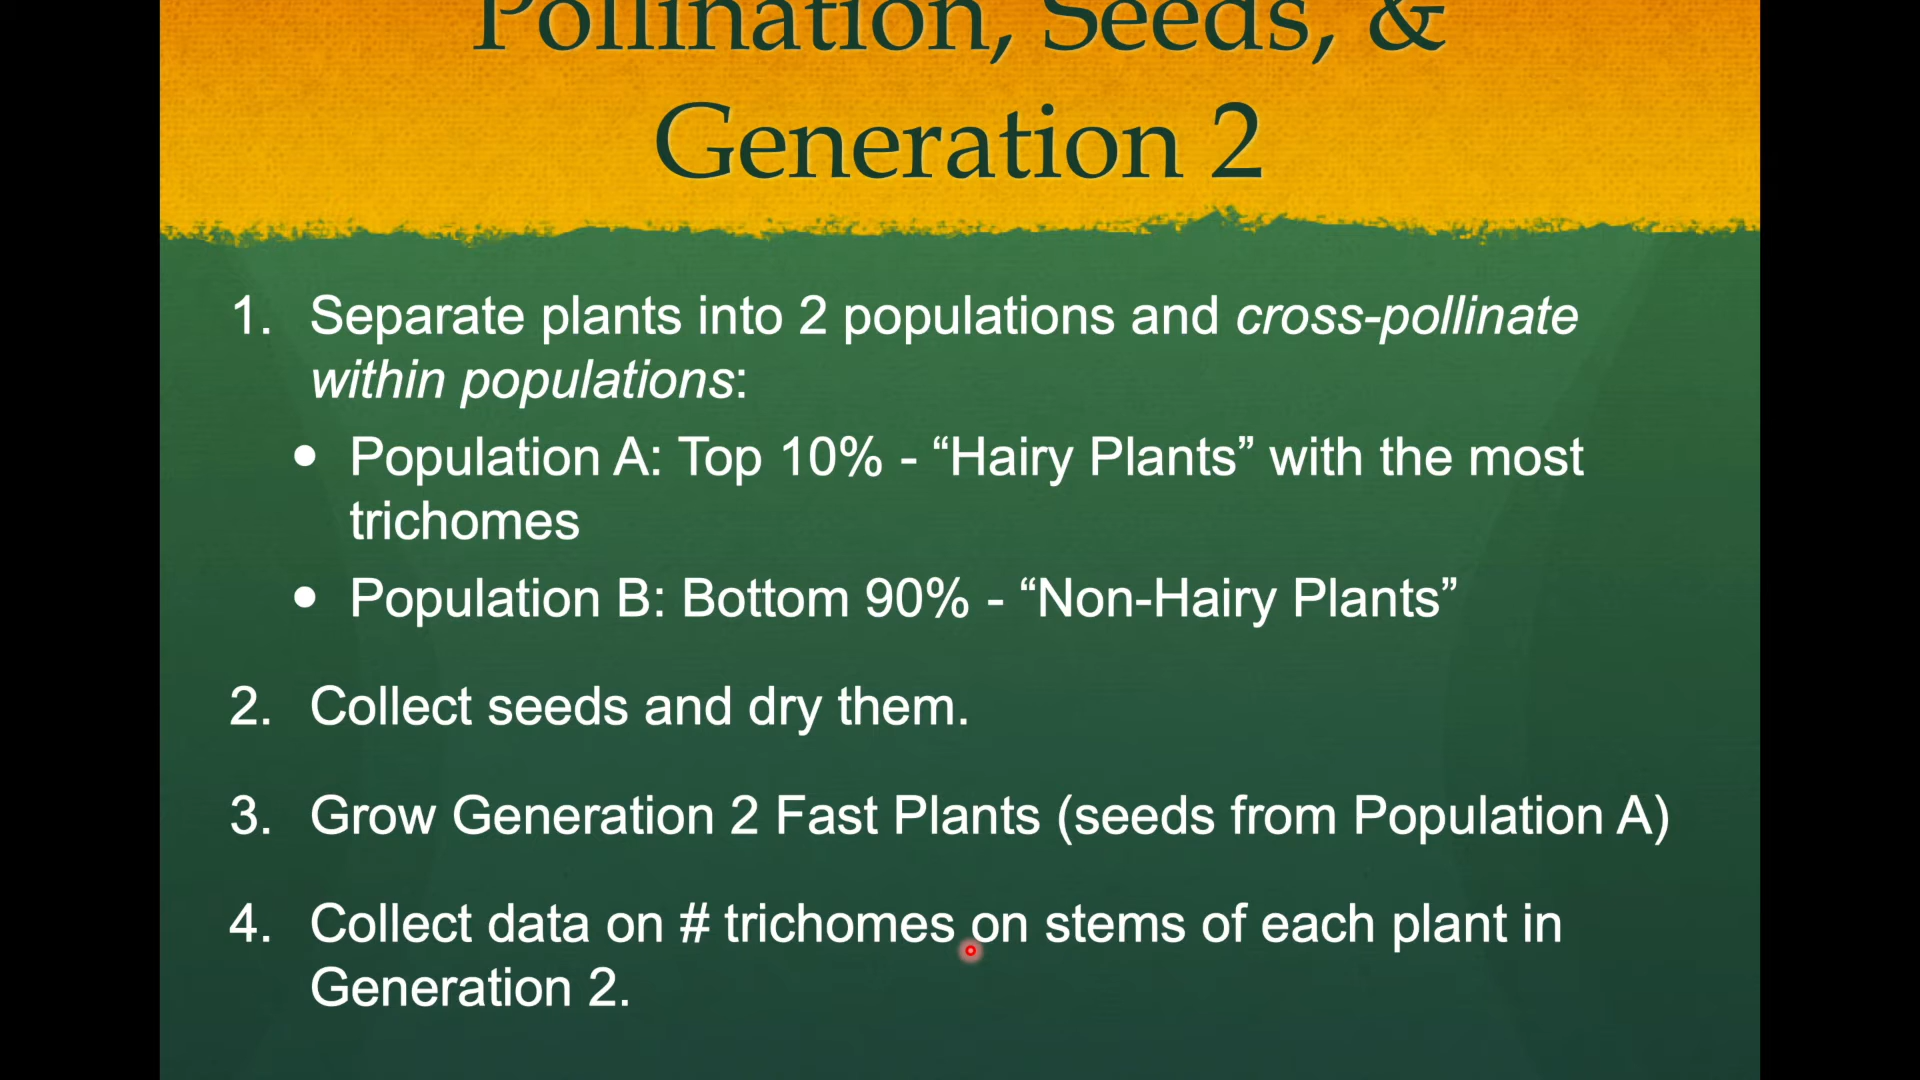 Pollination, Seeds, &
Generation 2
1. Separate plants into 2 populations and cross-pollinate
within populations:
• Population A: Top 10% - “Hairy Plants” with the most
trichomes
• Population B: Bottom 90% - “Non-Hairy Plants”
2. Collect seeds and dry them.
3. Grow Generation 2 Fast Plants (seeds from Population A)
4. Collect data on # trichomes on stems of each plant in
Generation 2.